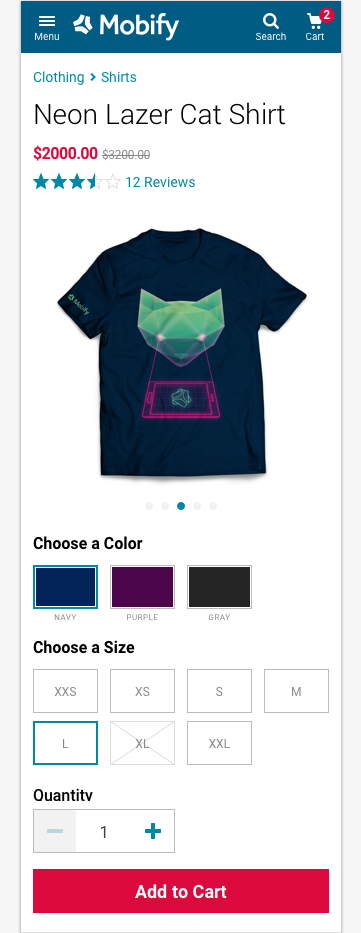 Mobify
2
Menu
Search
Cart
Clothing > Shirts
Neon Lazer Cat Shirt
$2000.00 $3200.00
12 Reviews
Mobify
Choose a Color
NAVY
PURPLE
GRAY
Choose a Size
XXS
XS
S
M
L
XL
XXL
Quantity
1
Add to Cart